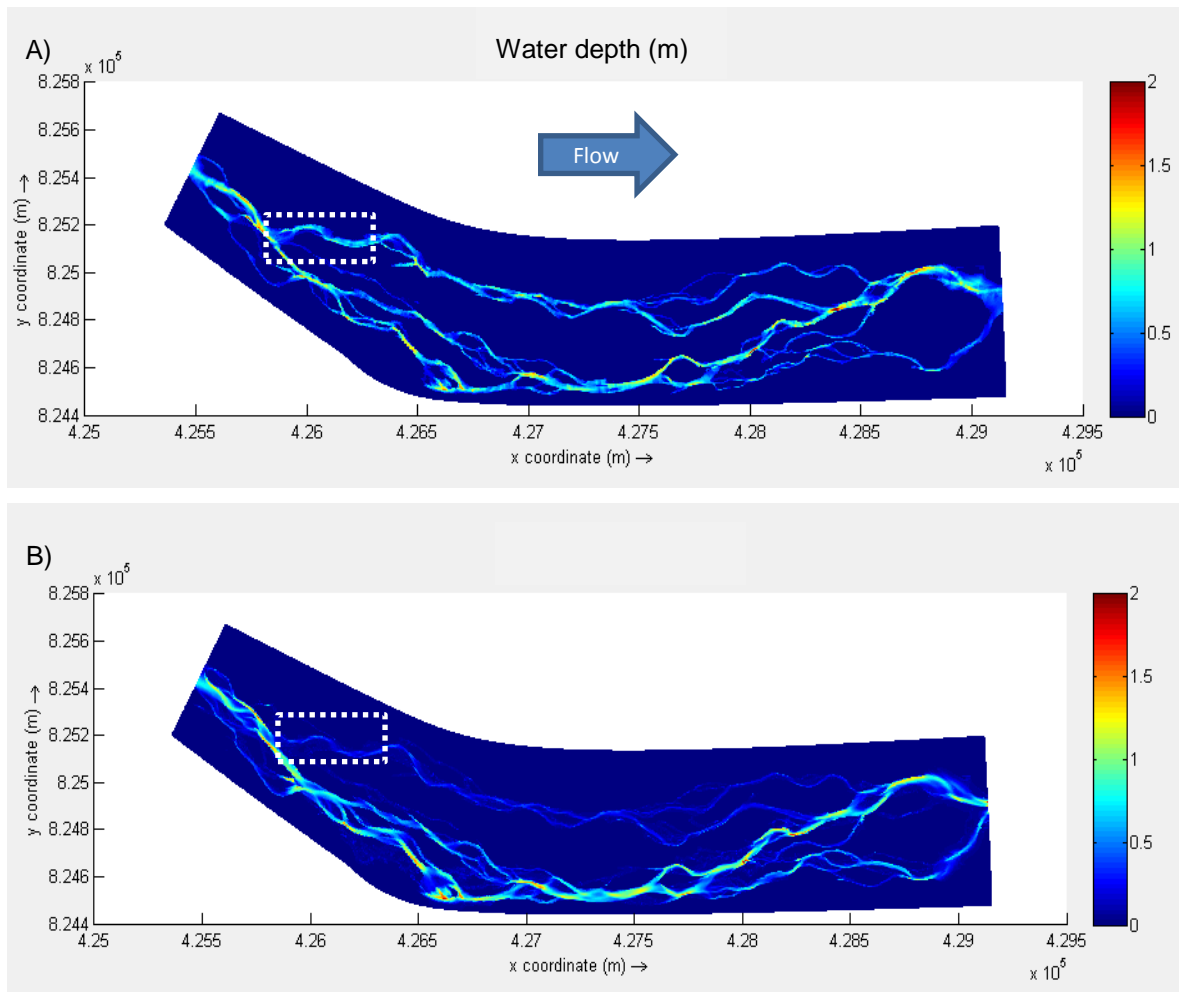 A)
Water depth (m)
x 10^5
8.258
8.256
8.254
8.252
8.25
8.248
8.246
8.244
y coordinate (m) →
Flow
4.25 4.255 4.26 4.265 4.27 4.275 4.28 4.285 4.29 4.295
x coordinate (m) →
x 10^5
2
1.5
1
0.5
0
B)
x 10^5
8.258
8.256
8.254
8.252
8.25
8.248
8.246
8.244
y coordinate (m) →
4.25 4.255 4.26 4.265 4.27 4.275 4.28 4.285 4.29 4.295
x coordinate (m) →
x 10^5
2
1.5
1
0.5
0